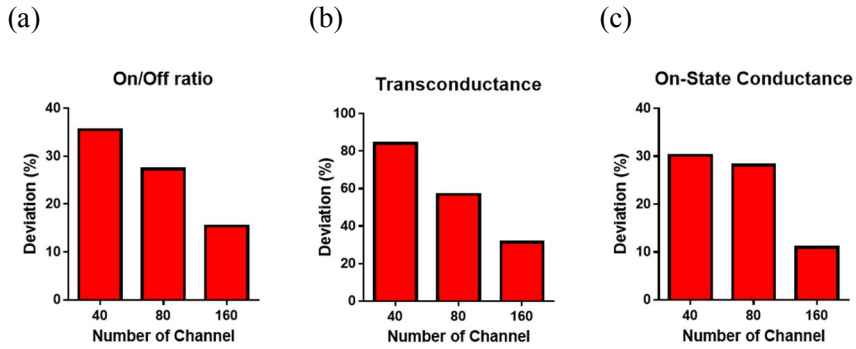 (a)
(b)
(c)
On/Off ratio
Deviation (%)
40
30
20
10
0
40 80 160
Number of Channel
Transconductance
Deviation (%)
100
80
60
40
20
0
40 80 160
Number of Channel
On-State Conductance
Deviation (%)
40
30
20
10
0
40 80 160
Number of Channel